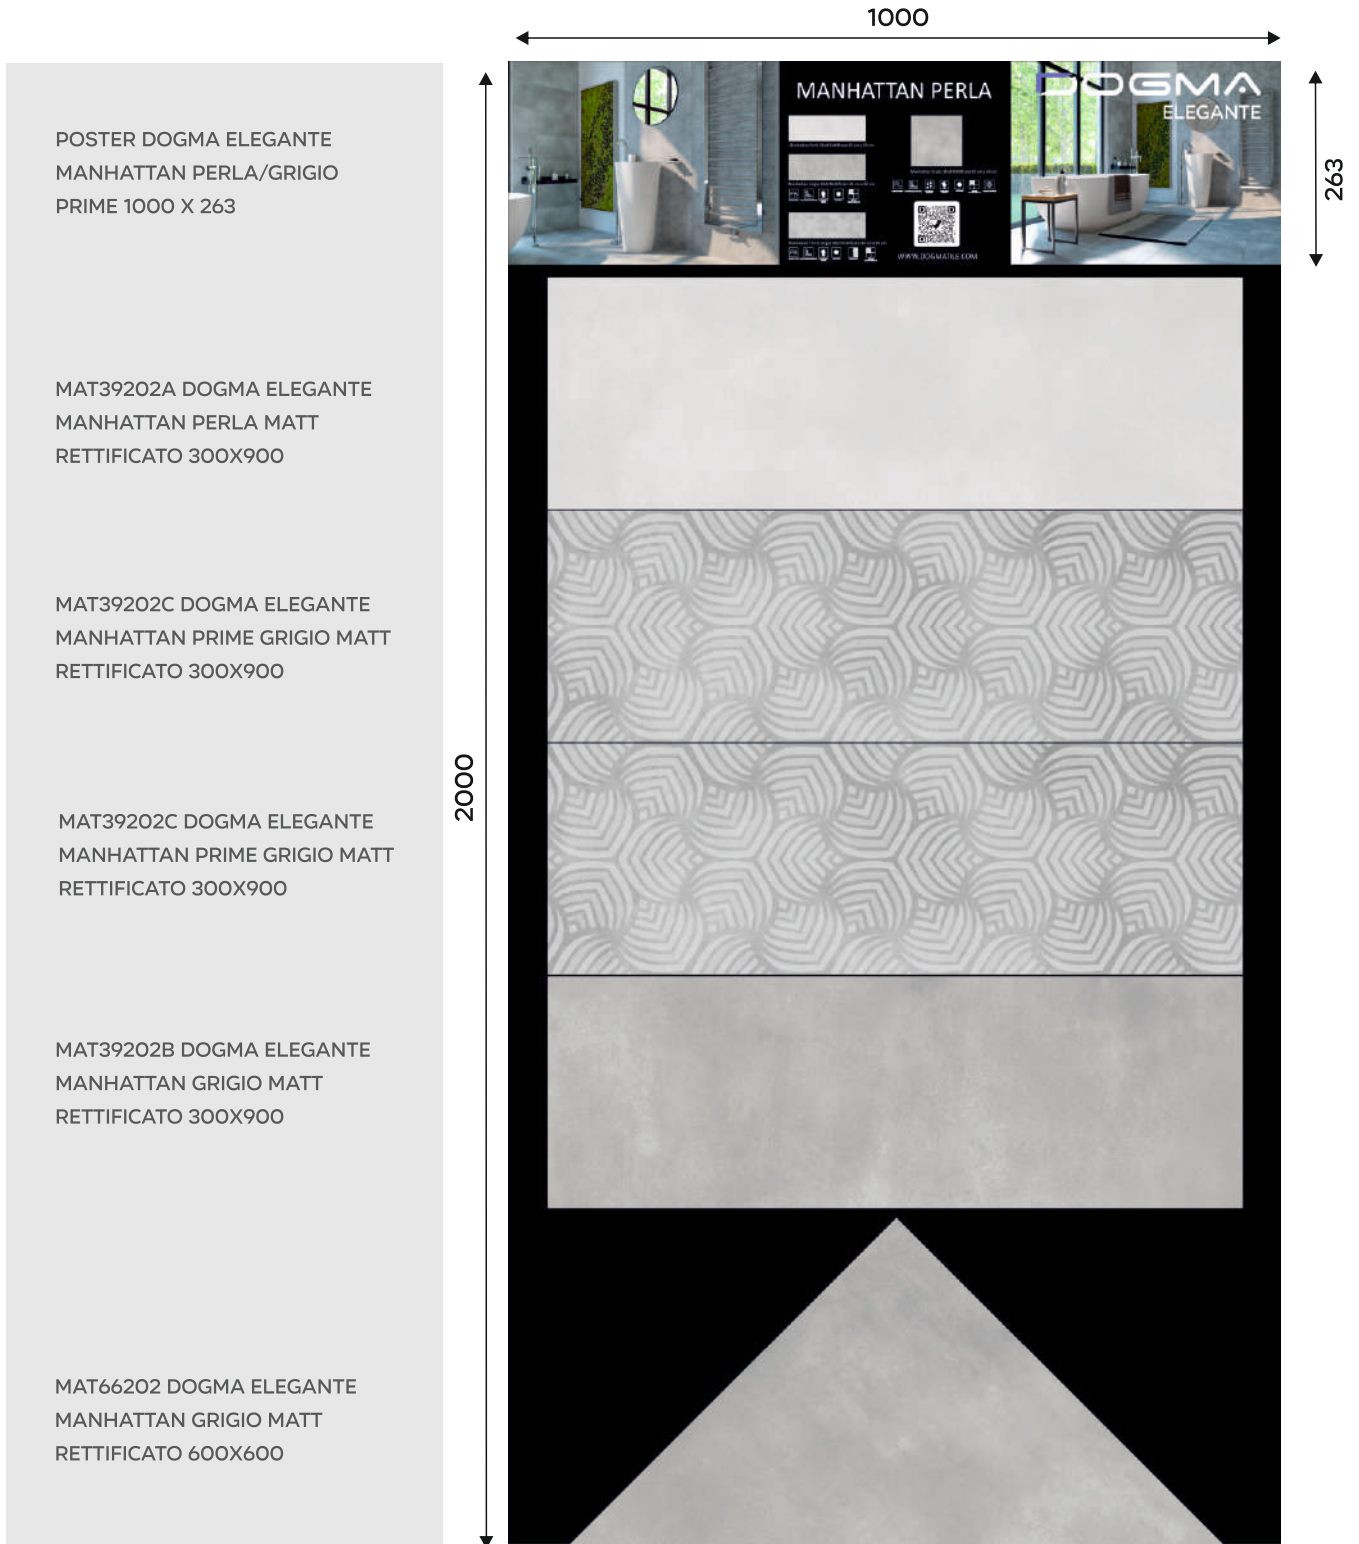 1000
POSTER DOGMA ELEGANTE
MANHATTAN PERLA/GRIGIO
PRIME 1000 X 263
MANHATTAN PERLA
WWW.DOGMATILE.COM
DOGMA
ELEGANTE
263
MAT39202A DOGMA ELEGANTE
MANHATTAN PERLA MATT
RETTIFICATO 300X900
MAT39202C DOGMA ELEGANTE
MANHATTAN PRIME GRIGIO MATT
RETTIFICATO 300X900
2000
MAT39202C DOGMA ELEGANTE
MANHATTAN PRIME GRIGIO MATT
RETTIFICATO 300X900
MAT39202B DOGMA ELEGANTE
MANHATTAN GRIGIO MATT
RETTIFICATO 300X900
MAT66202 DOGMA ELEGANTE
MANHATTAN GRIGIO MATT
RETTIFICATO 600X600